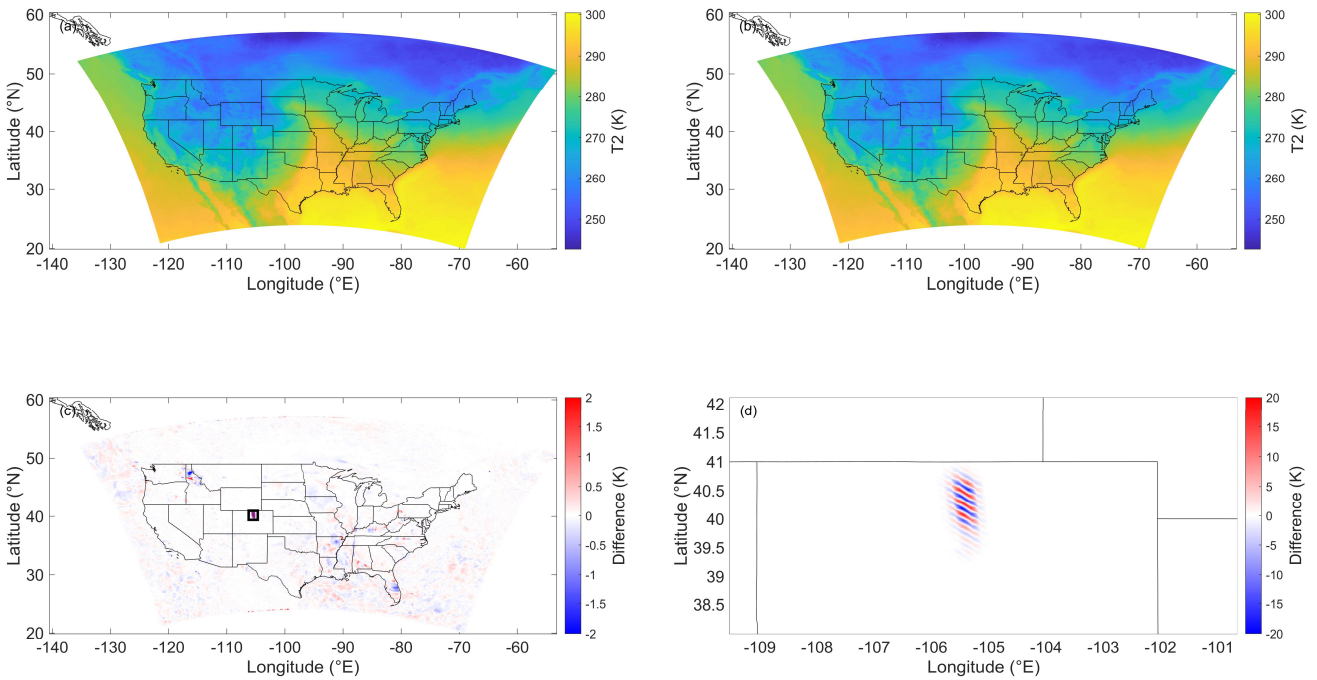 (a)
60
50
40
30
20
-140 -130 -120 -110 -100 -90 -80 -70 -60
Longitude (°E)
Latitude (°N)
300
290
280
270
260
250
T2 (K)
(b)
60
50
40
30
20
-140 -130 -120 -110 -100 -90 -80 -70 -60
Longitude (°E)
Latitude (°N)
300
290
280
270
260
250
T2 (K)
(c)
60
50
40
30
20
-140 -130 -120 -110 -100 -90 -80 -70 -60
Longitude (°E)
Latitude (°N)
2
1.5
1
0.5
0
-0.5
-1
-1.5
-2
Difference (K)
(d)
42
41.5
41
40.5
40
39.5
39
38.5
-109 -108 -107 -106 -105 -104 -103 -102 -101
Longitude (°E)
Latitude (°N)
20
15
10
5
0
-5
-10
-15
-20
Difference (K)